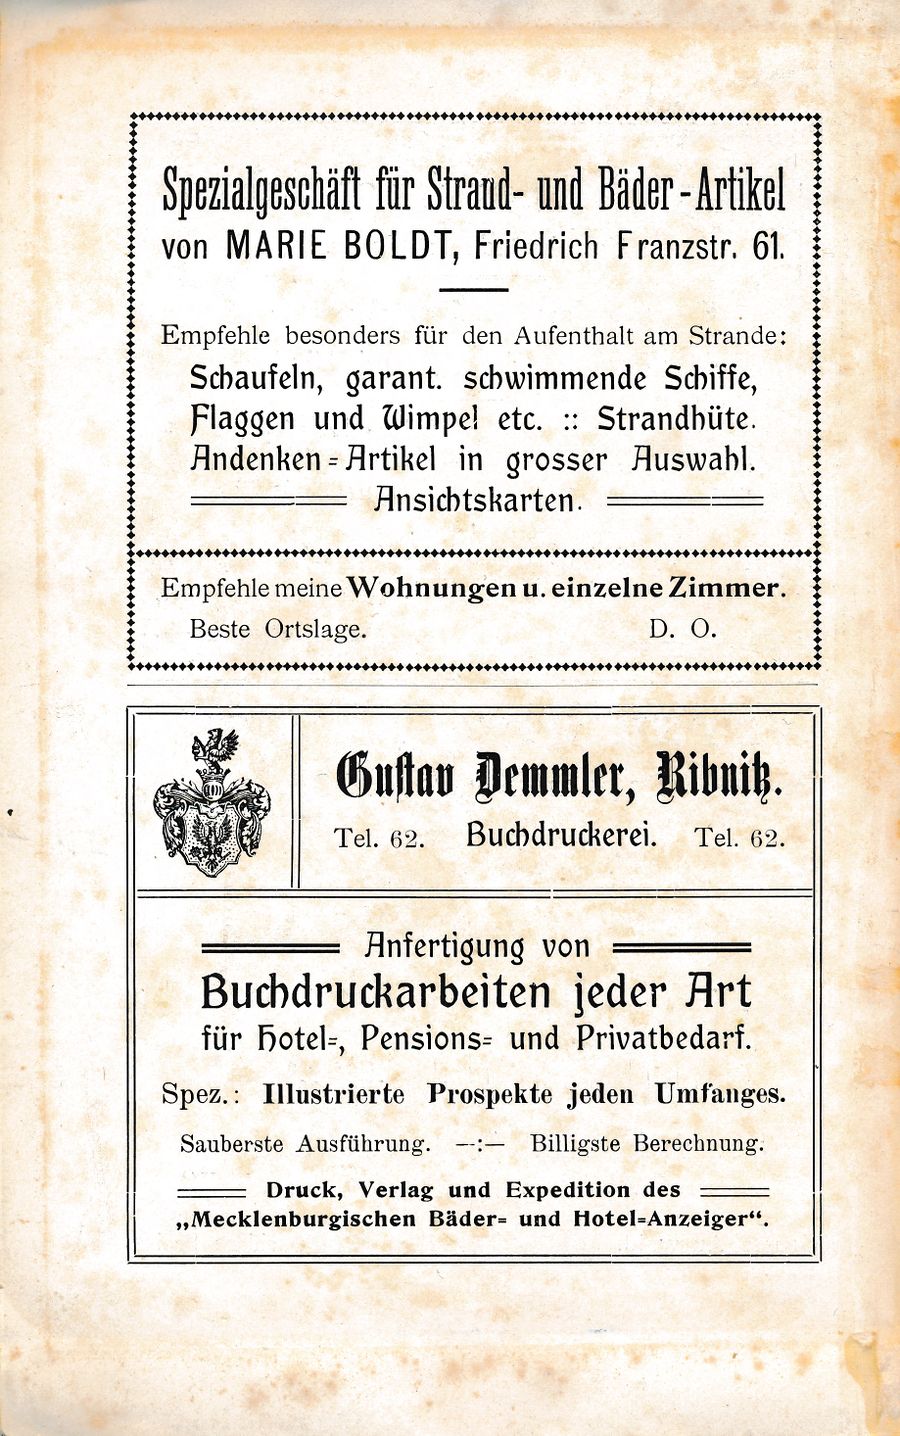 Spezialgeschäft für Strand- und Bäder-Artikel
von MARIE BOLDT, Friedrich Franzstr. 61.
Empfehle besonders für den Aufenthalt am Strande:
Schaufeln, garant. schwimmende Schiffe,
Flaggen und Wimpel etc. :: Strandhüte.
Andenken=Artikel in grosser Auswahl.
Ansichtskarten.
Empfehle meine Wohnungen u. einzelne Zimmer.
Beste Ortslage. D. O.
Gustav Demmler, Ribnitz.
Tel. 62. Buchdruckerei. Tel. 62.
Anfertigung von
Buchdruckarbeiten jeder Art
für Hotel=, Pensions= und Privatbedarf.
Spez.: Illustrierte Prospekte jeden Umfanges.
Sauberste Ausführung. —:— Billigste Berechnung.
Druck, Verlag und Expedition des
„Mecklenburgischen Bäder= und Hotel=Anzeiger“.